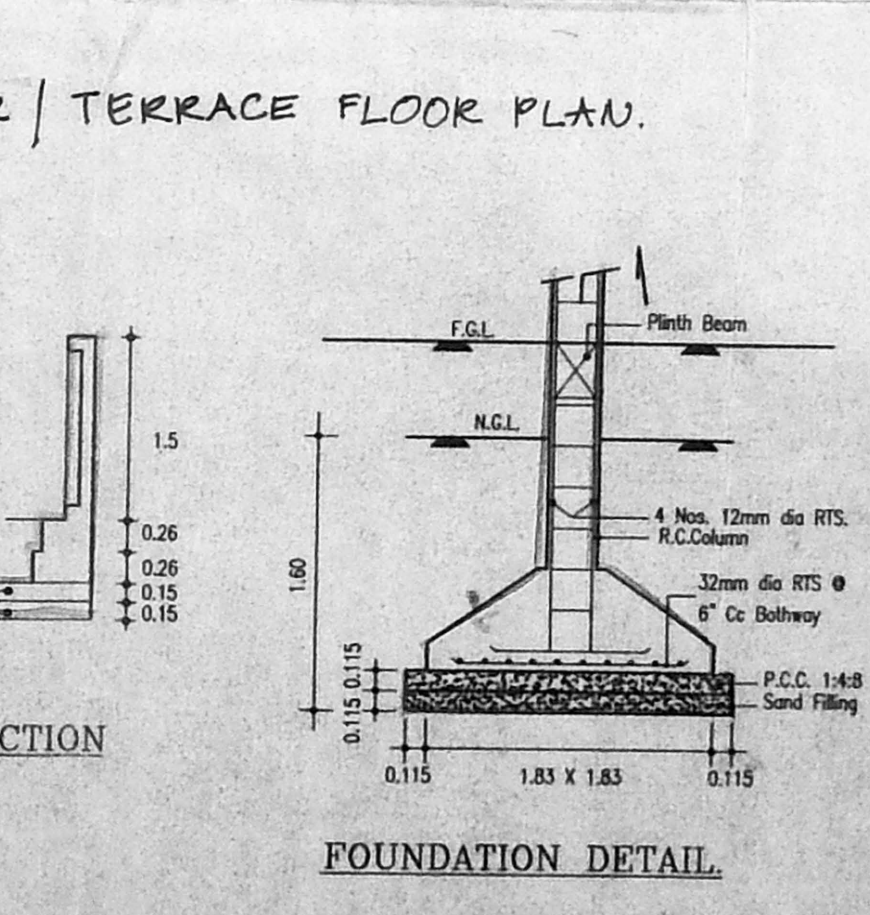 / TERRACE FLOOR PLAN.
F.G.L.
Plinth Beam
N.G.L.
1.5
4 Nos. 12mm dia RTS.
R.C.Column
0.26
0.26
0.15
0.15
1.60
32mm dia RTS @
6" Cc Bothway
0.115
0.115
P.C.C. 1:4:8
Sand Filling
CTION
0.115
1.83 X 1.83
0.115
FOUNDATION DETAIL.